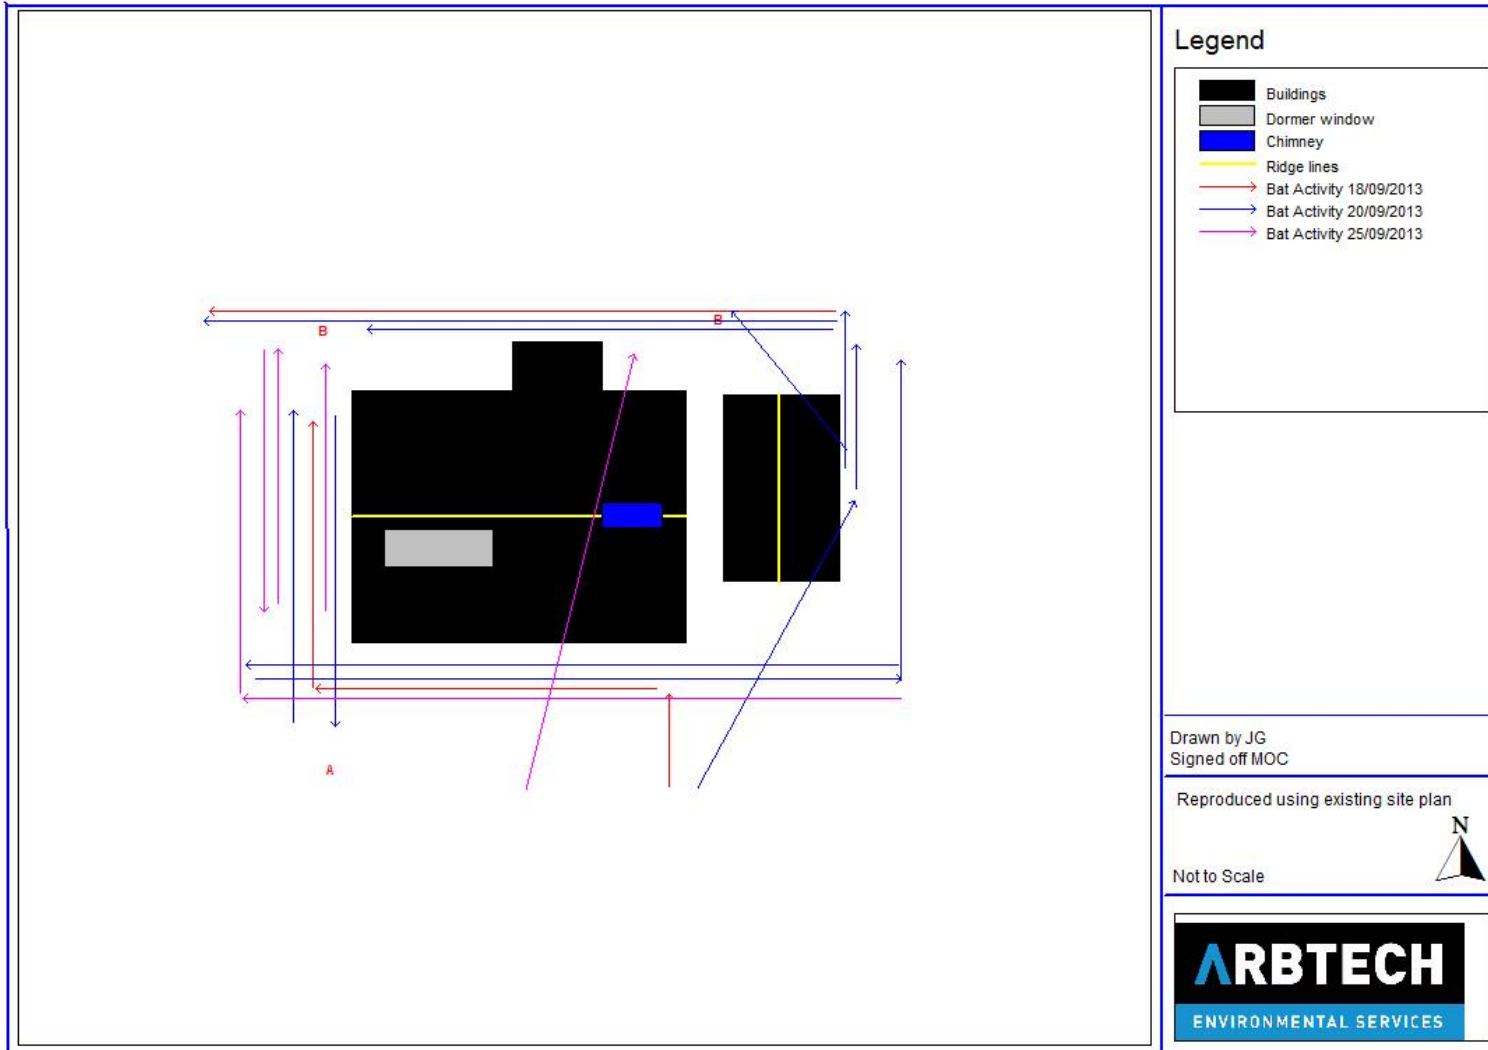 Legend
Buildings
Dormer window
Chimney
Ridge lines
Bat Activity 18/09/2013
Bat Activity 20/09/2013
Bat Activity 25/09/2013
B
B
A
Drawn by JG
Signed off MOC
Reproduced using existing site plan
N
Not to Scale
ARBTECH
ENVIRONMENTAL SERVICES